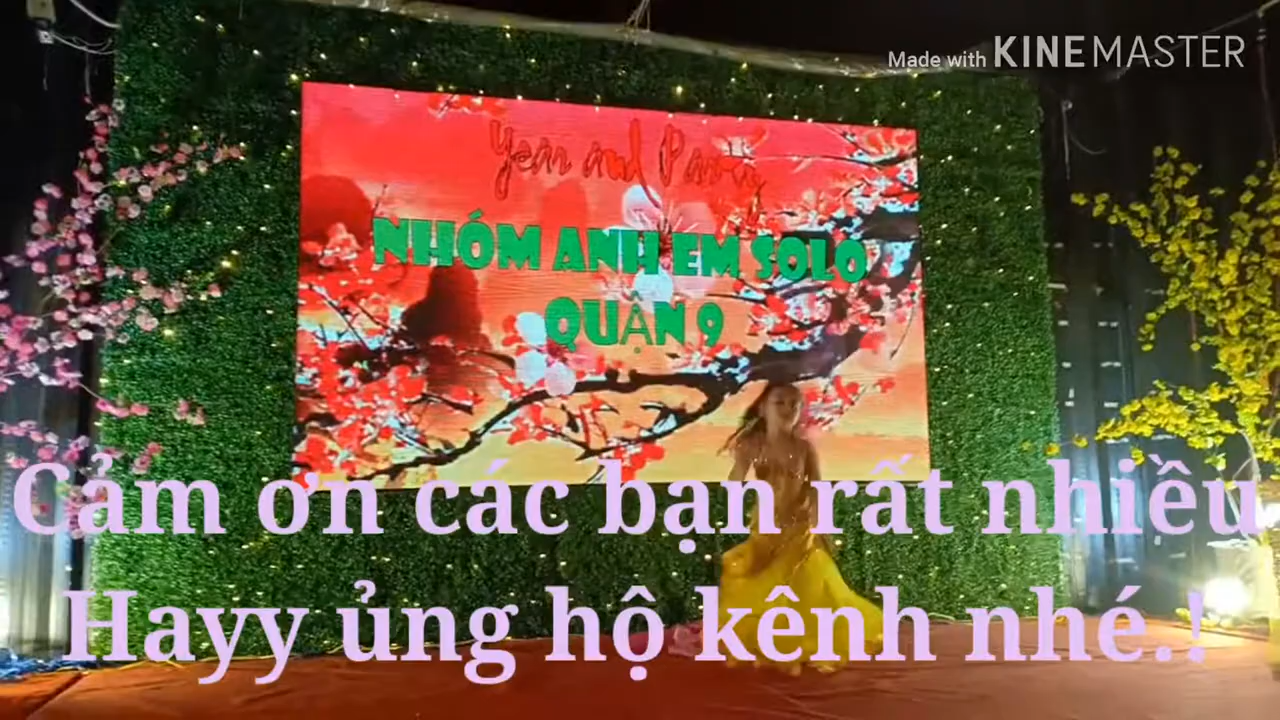 Made with KINEMASTER
Year and Party
NHÓM ANH EM SOLO
QUẬN 9
Cảm ơn các bạn rất nhiều
Hayy ủng hộ kênh nhé.!